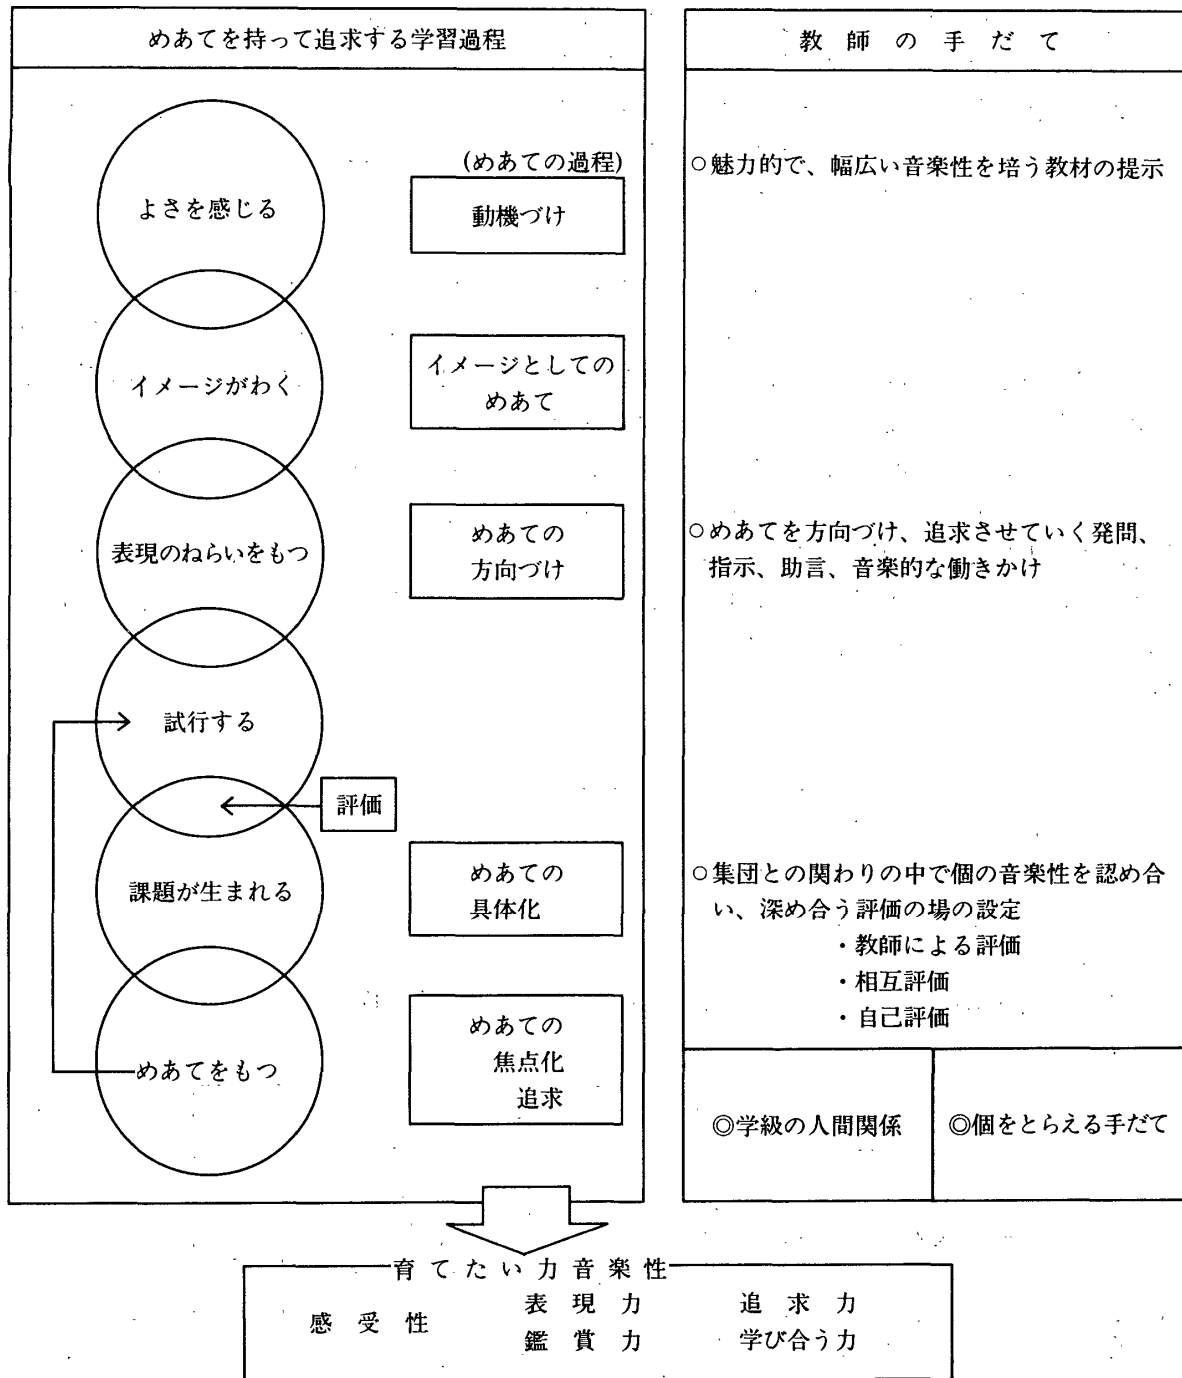 めあてを持って追求する学習過程
よさを感じる
(めあての過程)
動機づけ
イメージがわく
イメージとしての
めあて
表現のねらいをもつ
めあての
方向づけ
試行する
評価
課題が生まれる
めあての
具体化
めあてをもつ
めあての
焦点化
追求
教師の手だて
○魅力的で、幅広い音楽性を培う教材の提示
○めあてを方向づけ、追求させていく発問、
指示、助言、音楽的な働きかけ
○集団との関わりの中で個の音楽性を認め合
い、深め合う評価の場の設定
・教師による評価
・相互評価
・自己評価
◎学級の人間関係
◎個をとらえる手だて
育てたい力音楽性
感受性
表現力
鑑賞力
追求力
学び合う力